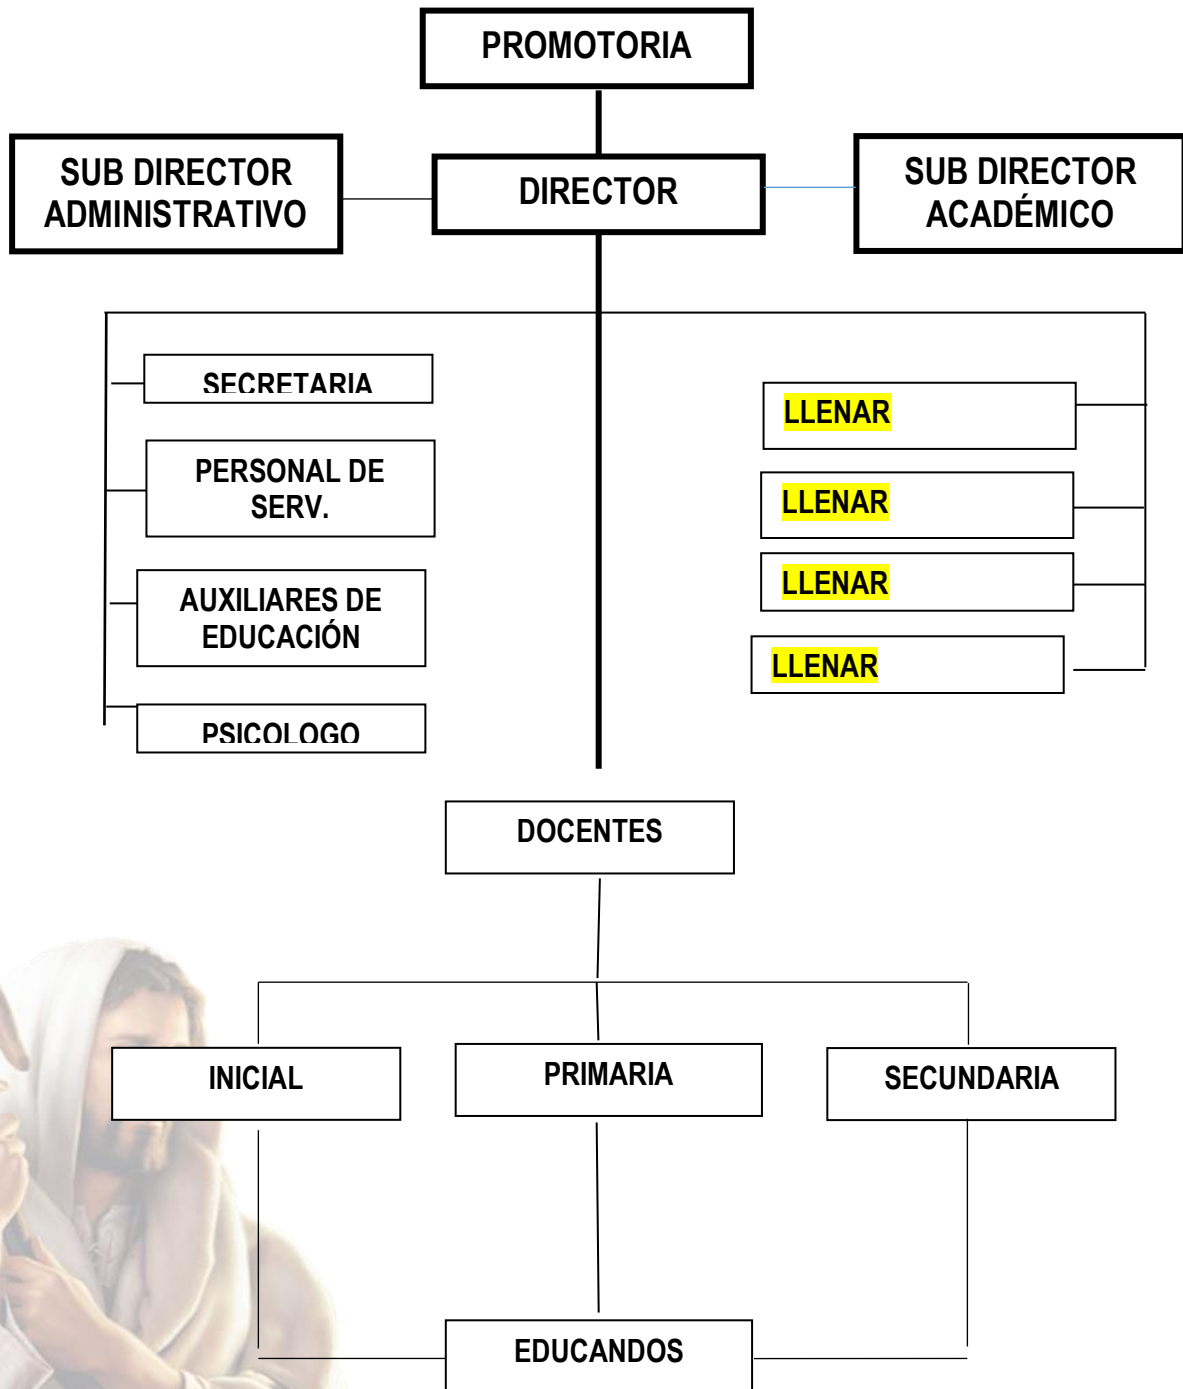 PROMOTORIA
SUB DIRECTOR
ADMINISTRATIVO
DIRECTOR
SUB DIRECTOR
ACADÉMICO
SECRETARIA
PERSONAL DE
SERV.
AUXILIARES DE
EDUCACIÓN
PSICOLOGO
LLENAR
LLENAR
LLENAR
LLENAR
DOCENTES
INICIAL
PRIMARIA
SECUNDARIA
EDUCANDOS